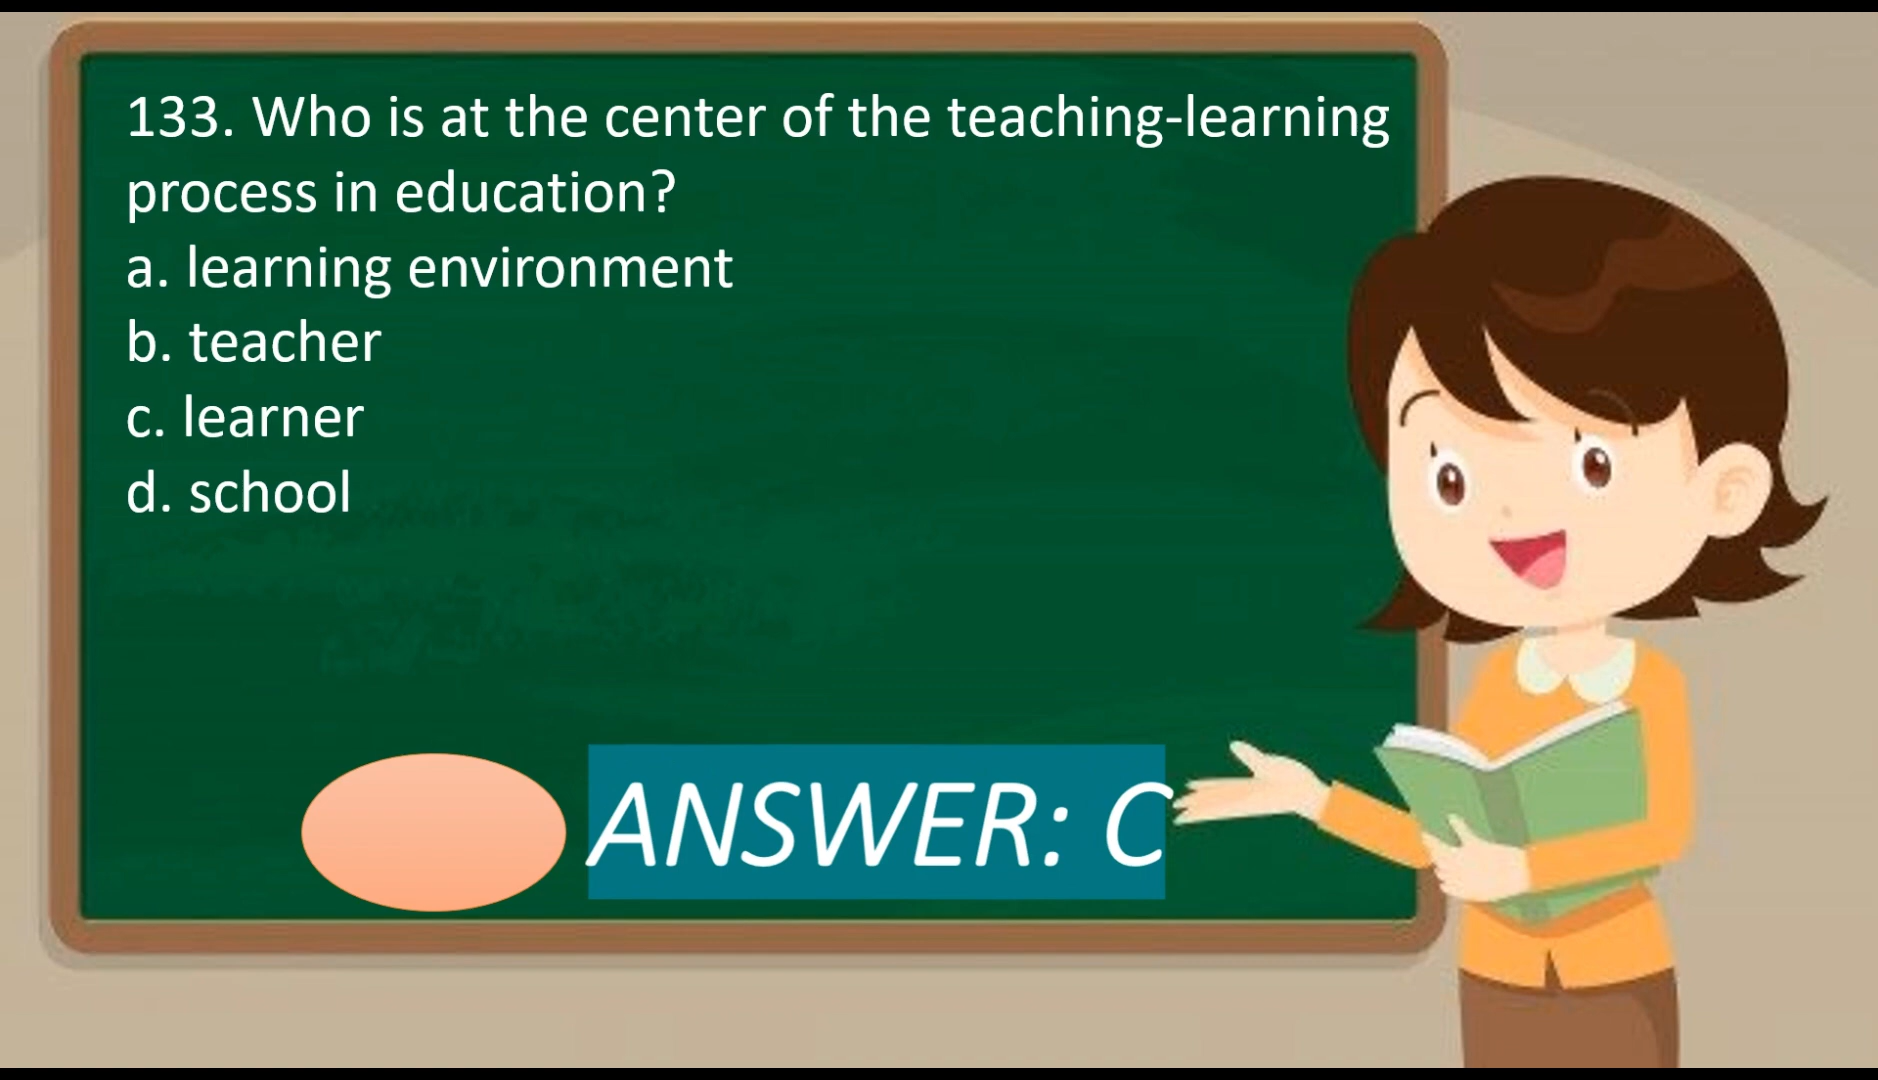 133. Who is at the center of the teaching-learning
process in education?
a. learning environment
b. teacher
c. learner
d. school
ANSWER: C